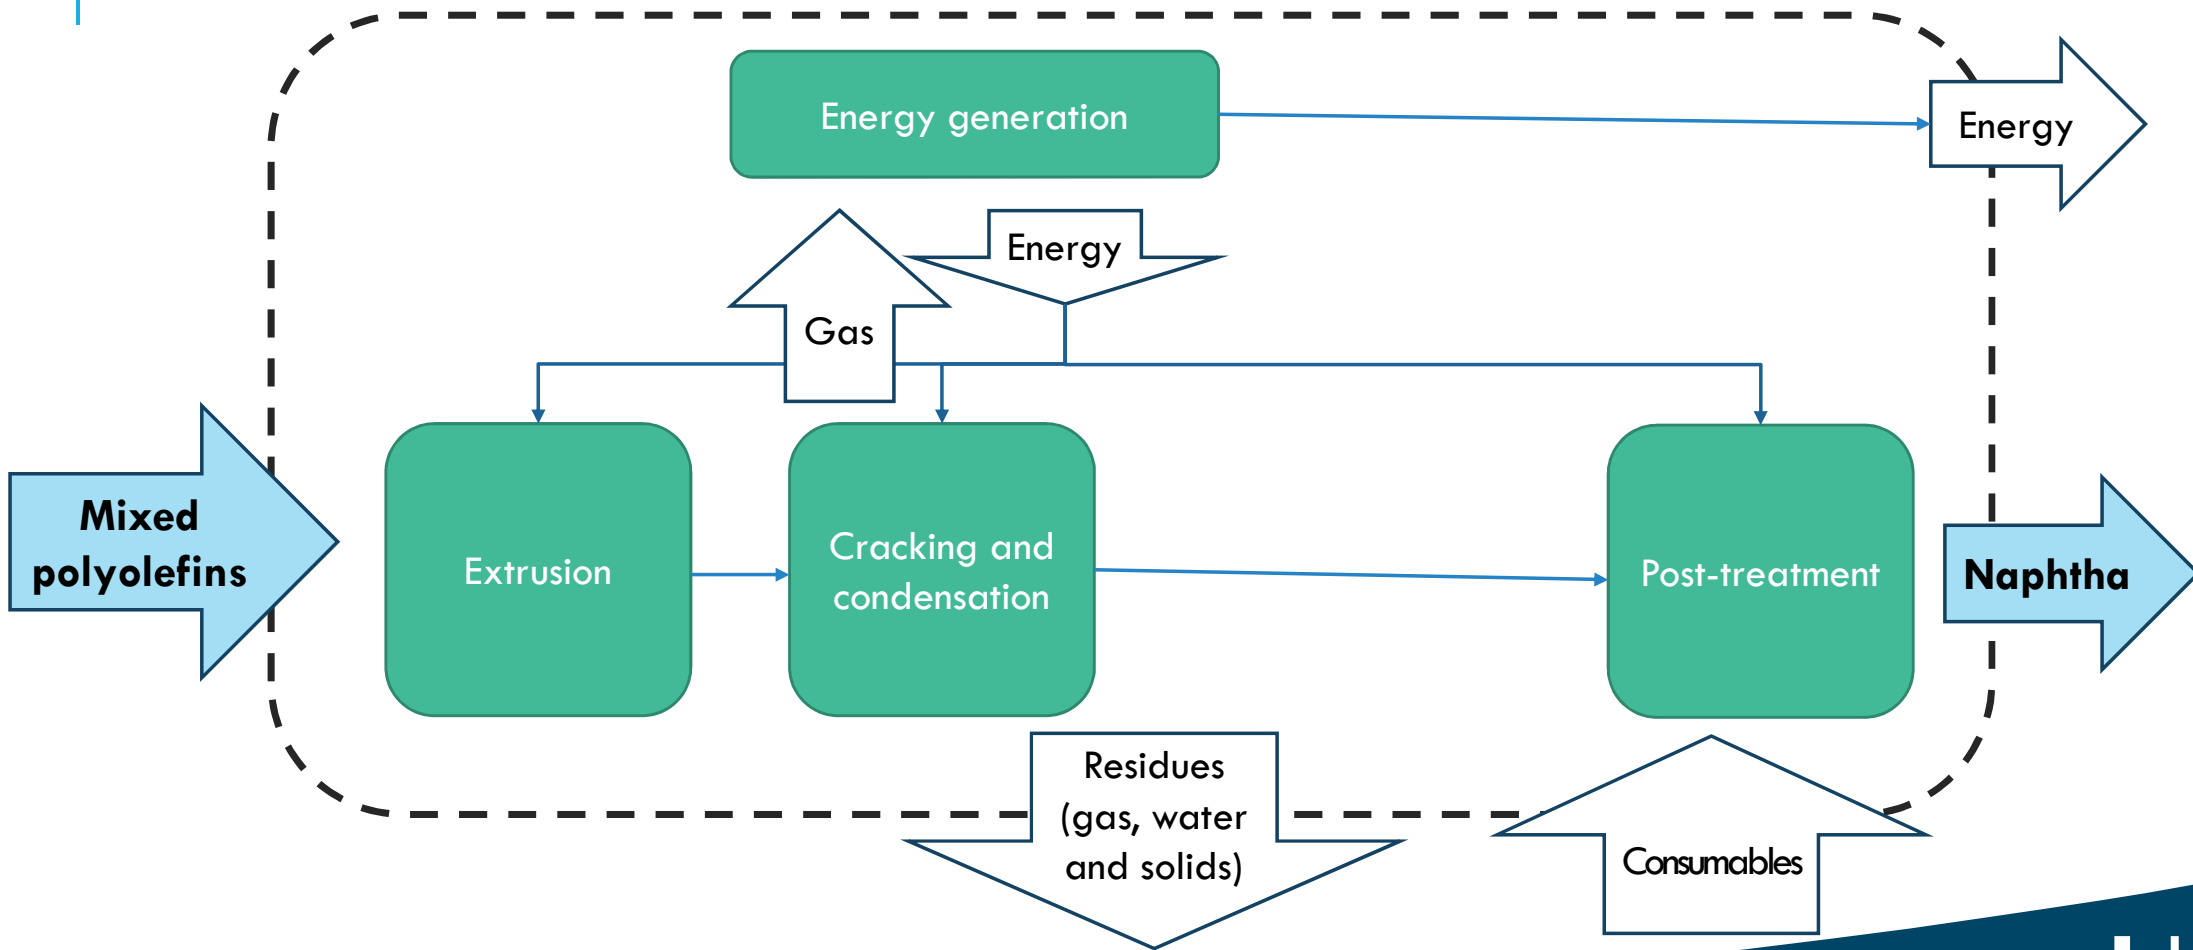 Energy generation
Energy
Energy
Gas
Mixed
polyolefins
Extrusion
Cracking and
condensation
Post-treatment
Naphtha
Residues
(gas, water
and solids)
Consumables